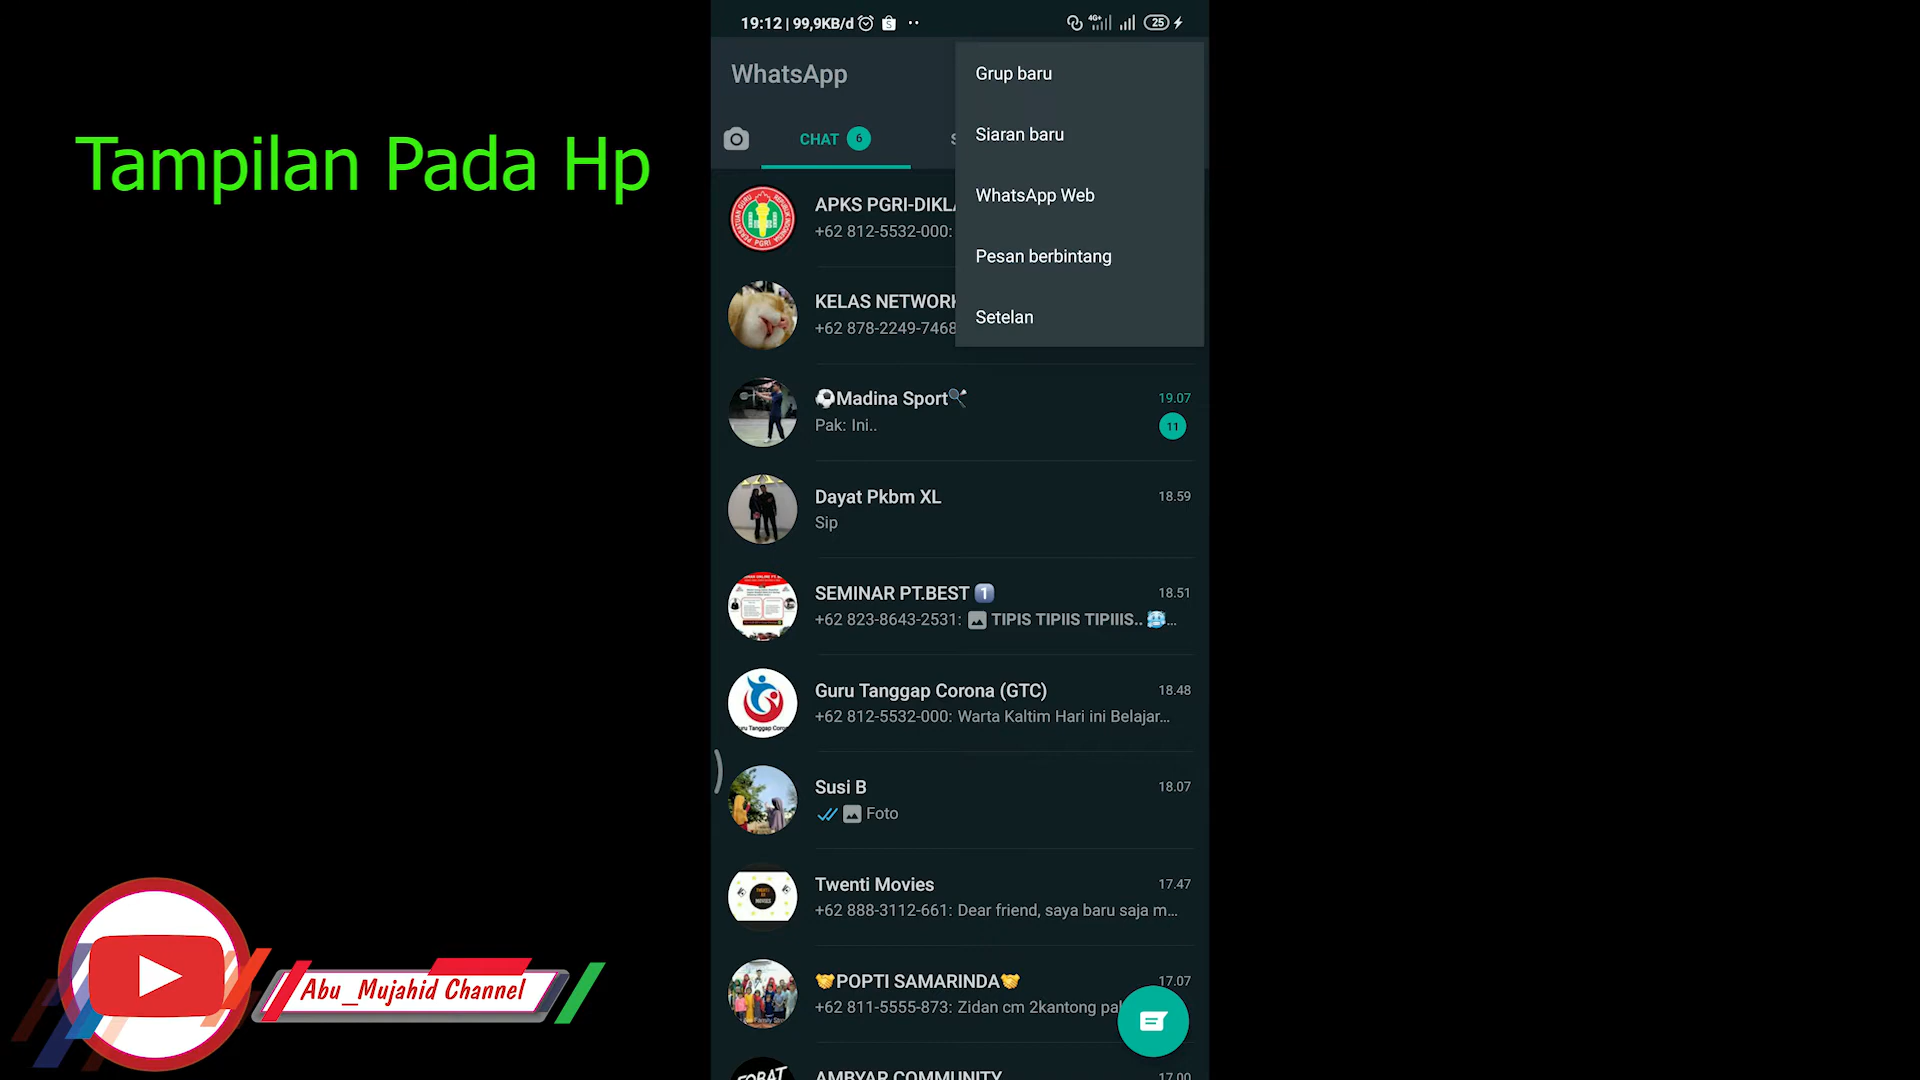 Tampilan Pada Hp
19:12 | 99,9KB/d
4G+
25
WhatsApp
Grup baru
Siaran baru
WhatsApp Web
Pesan berbintang
Setelan
CHAT 6
APKS PGRI-DIKLA
+62 812-5532-000:
KELAS NETWORK
+62 878-2249-7468
⚽Madina Sport🏸
19.07
Pak: Ini..
11
Dayat Pkbm XL
18.59
Sip
SEMINAR PT.BEST 1️⃣
18.51
+62 823-8643-2531: TIPIS TIPIIS TIPIIIS.. 🥶...
Guru Tanggap Corona (GTC)
18.48
+62 812-5532-000: Warta Kaltim Hari ini Belajar...
Susi B
18.07
Foto
Twenti Movies
17.47
+62 888-3112-661: Dear friend, saya baru saja m...
🤝POPTI SAMARINDA🤝
17.07
+62 811-5555-873: Zidan cm 2kantong pa
AMBYAR COMMUNITY
17.00
Abu_Mujahid Channel